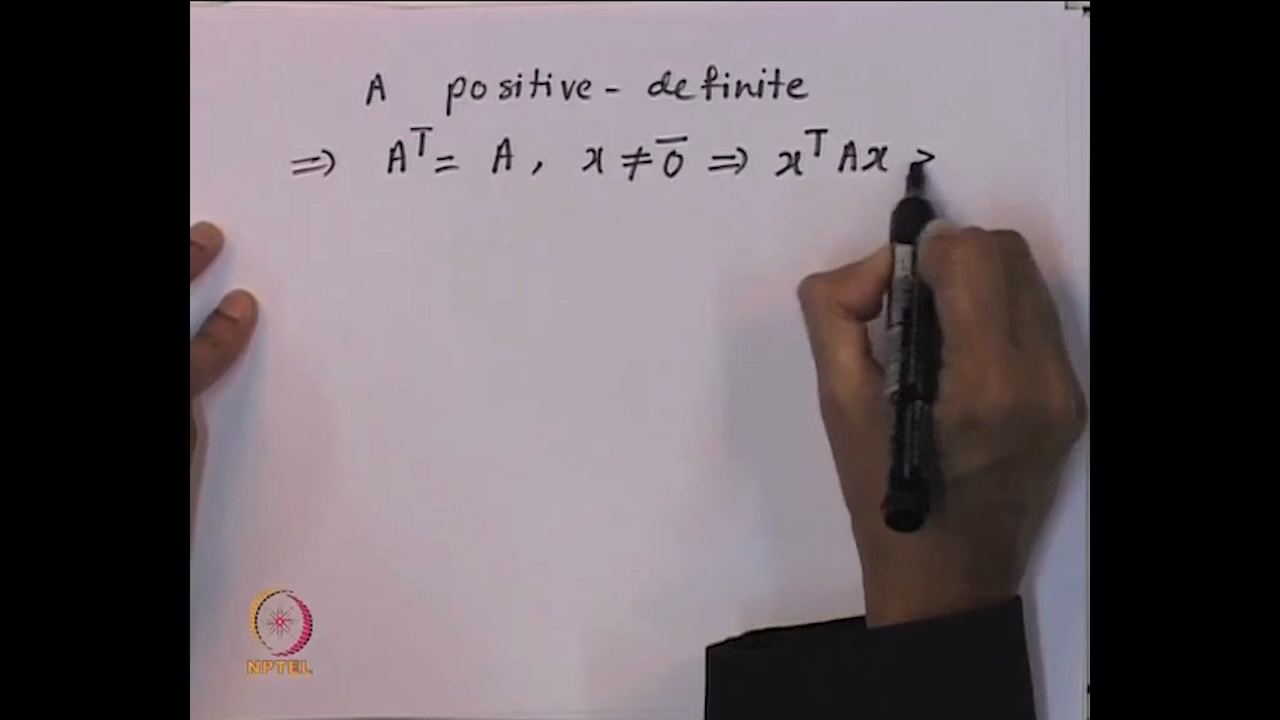 A positive-definite
⇒ Aᵀ = A, x ≠ 0̅ ⇒ xᵀAx >
NPTEL